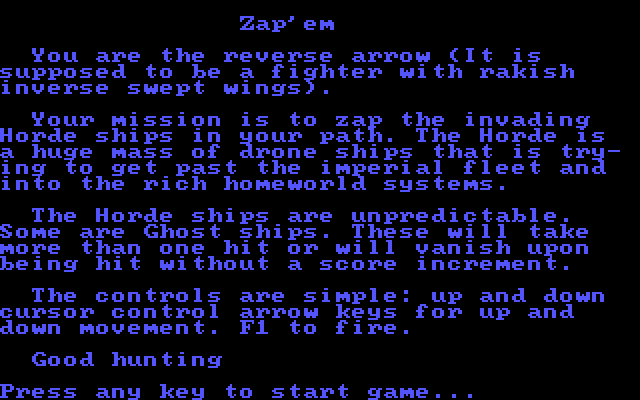 Zap'em
You are the reverse arrow (It is
supposed to be a fighter with rakish
inverse swept wings).
Your mission is to zap the invading
Horde ships in your path. The Horde is
a huge mass of drone ships that is try-
ing to get past the imperial fleet and
into the rich homeworld systems.
The Horde ships are unpredictable.
Some are Ghost ships. These will take
more than one hit or will vanish upon
being hit without a score increment.
The controls are simple: up and down
cursor control arrow keys for up and
down movement. F1 to fire.
Good hunting
Press any key to start game...